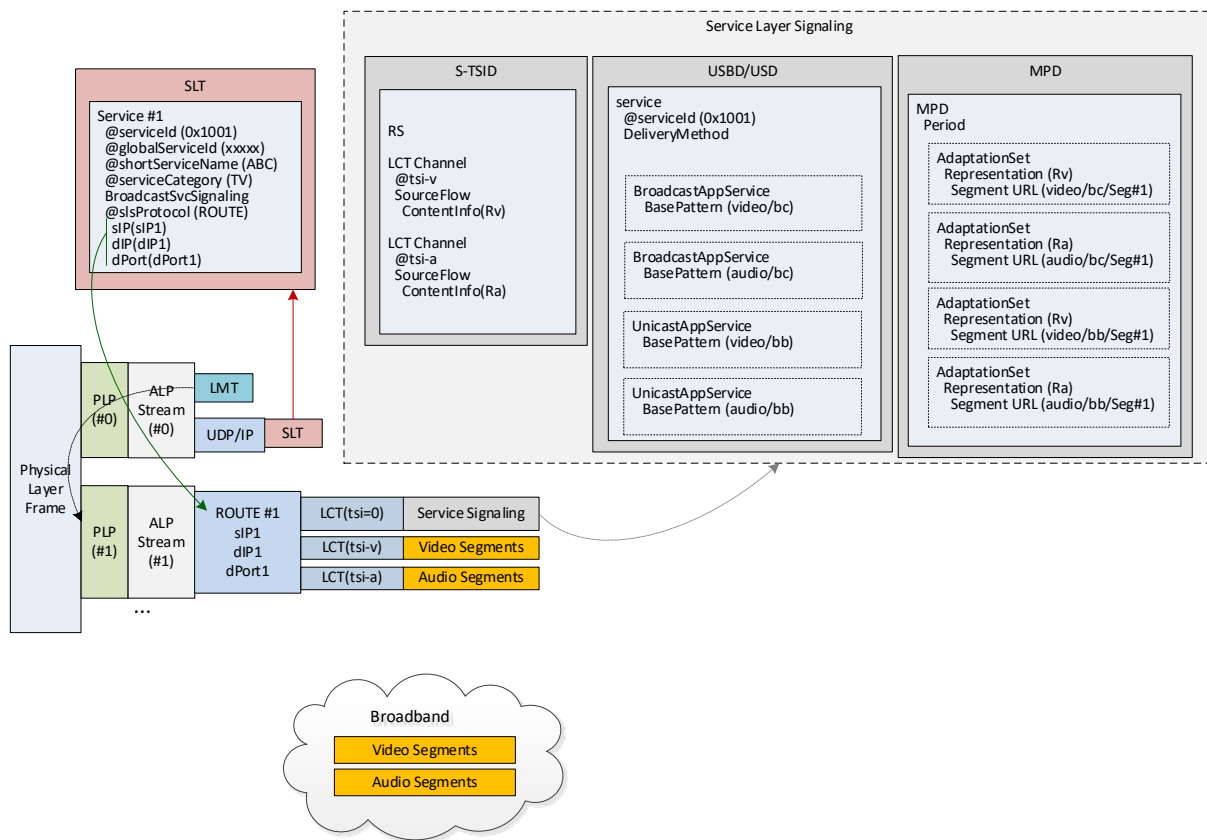 Service Layer Signaling
SLT
Service #1
@serviceId (0x1001)
@globalServiceId (xxxxx)
@shortServiceName (ABC)
@serviceCategory (TV)
BroadcastSvcSignaling
@slsProtocol (ROUTE)
sIP(sIP1)
dIP(dIP1)
dPort(dPort1)
S-TSID
RS
LCT Channel
@tsi-v
SourceFlow
ContentInfo(Rv)
LCT Channel
@tsi-a
SourceFlow
ContentInfo(Ra)
USBD/USD
service
@serviceId (0x1001)
DeliveryMethod
BroadcastAppService
BasePattern (video/bc)
BroadcastAppService
BasePattern (audio/bc)
UnicastAppService
BasePattern (video/bb)
UnicastAppService
BasePattern (audio/bb)
MPD
MPD
Period
AdaptationSet
Representation (Rv)
Segment URL (video/bc/Seg#1)
AdaptationSet
Representation (Ra)
Segment URL (audio/bc/Seg#1)
AdaptationSet
Representation (Rv)
Segment URL (video/bb/Seg#1)
AdaptationSet
Representation (Ra)
Segment URL (audio/bb/Seg#1)
Physical
Layer
Frame
PLP
(#0)
ALP
Stream
(#0)
LMT
UDP/IP
SLT
PLP
(#1)
ALP
Stream
(#1)
ROUTE #1
sIP1
dIP1
dPort1
LCT(tsi=0)
Service Signaling
LCT(tsi-v)
Video Segments
LCT(tsi-a)
Audio Segments
...
Broadband
Video Segments
Audio Segments